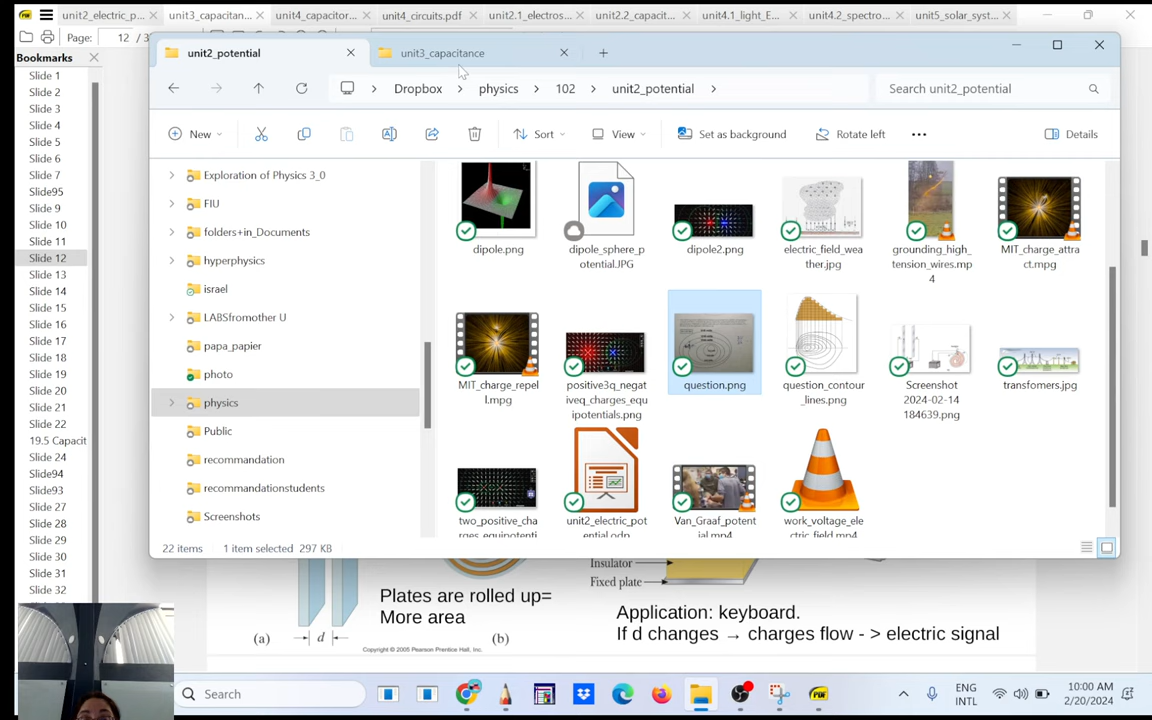 unit2_electric_p...
unit3_capacitan...
unit4_capacitor...
unit4_circuits.pdf
unit2.1_electros...
unit2.2_capacit...
unit4.1_light_E...
unit4.2_spectro...
unit5_solar_syst...
Page:
12 / 3
Bookmarks
Slide 1
Slide 2
Slide 3
Slide 4
Slide 5
Slide 6
Slide 7
Slide95
Slide 9
Slide 10
Slide 11
Slide 12
Slide 13
Slide 14
Slide 15
Slide 16
Slide 17
Slide 18
Slide 19
Slide 20
Slide 21
Slide 22
19.5 Capacit
Slide 24
Slide94
Slide93
Slide 27
Slide 28
Slide 29
Slide 30
Slide 31
Slide 32
unit2_potential
unit3_capacitance
Dropbox
physics
102
unit2_potential
Search unit2_potential
New
Sort
View
Set as background
Rotate left
Details
Exploration of Physics 3_0
FIU
folders+in_Documents
hyperphysics
israel
LABSfromother U
papa_papier
photo
physics
Public
recommandation
recommandationstudents
Screenshots
dipole.png
dipole_sphere_p
otential.JPG
dipole2.png
electric_field_wea
ther.jpg
grounding_high_
tension_wires.mp
4
MIT_charge_attra
ct.mpg
MIT_charge_repel
l.mpg
positive3q_negat
iveq_charges_equ
ipotentials.png
question.png
question_contour
_lines.png
Screenshot
2024-02-14
184639.png
transfomers.jpg
two_positive_cha
rges_equipotenti
unit2_electric_pot
ential.odp
Van_Graaf_potent
ial.mp4
work_voltage_ele
ctric_field.mp4
22 items
1 item selected 297 KB
Insulator
Fixed plate
Plates are rolled up=
More area
Application: keyboard.
If d changes → charges flow - > electric signal
(a)
d
(b)
Copyright © 2005 Pearson Prentice Hall, Inc.
Search
ENG
INTL
10:00 AM
2/20/2024